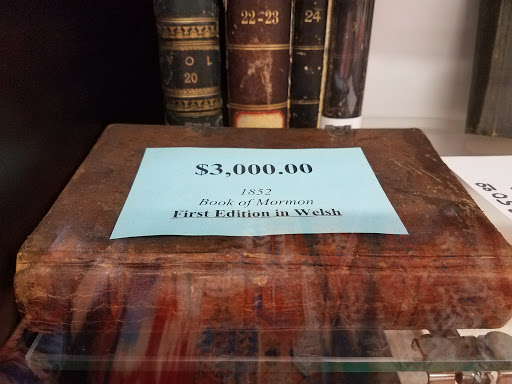 VOL
20
22-23
24
$3,000.00
1852
Book of Mormon
First Edition in Welsh